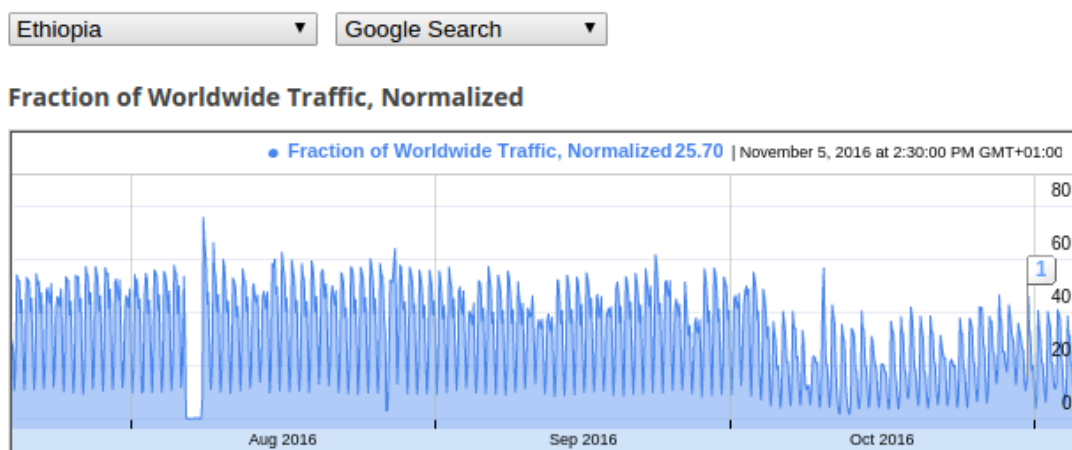 Ethiopia ▼ Google Search ▼
Fraction of Worldwide Traffic, Normalized
● Fraction of Worldwide Traffic, Normalized 25.70 | November 5, 2016 at 2:30:00 PM GMT+01:00
80
60
1
40
20
0
Aug 2016 Sep 2016 Oct 2016